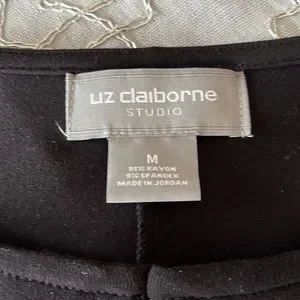 LIZ claiborne
STUDIO
M
91% RAYON
9% SPANDEX
MADE IN JORDAN